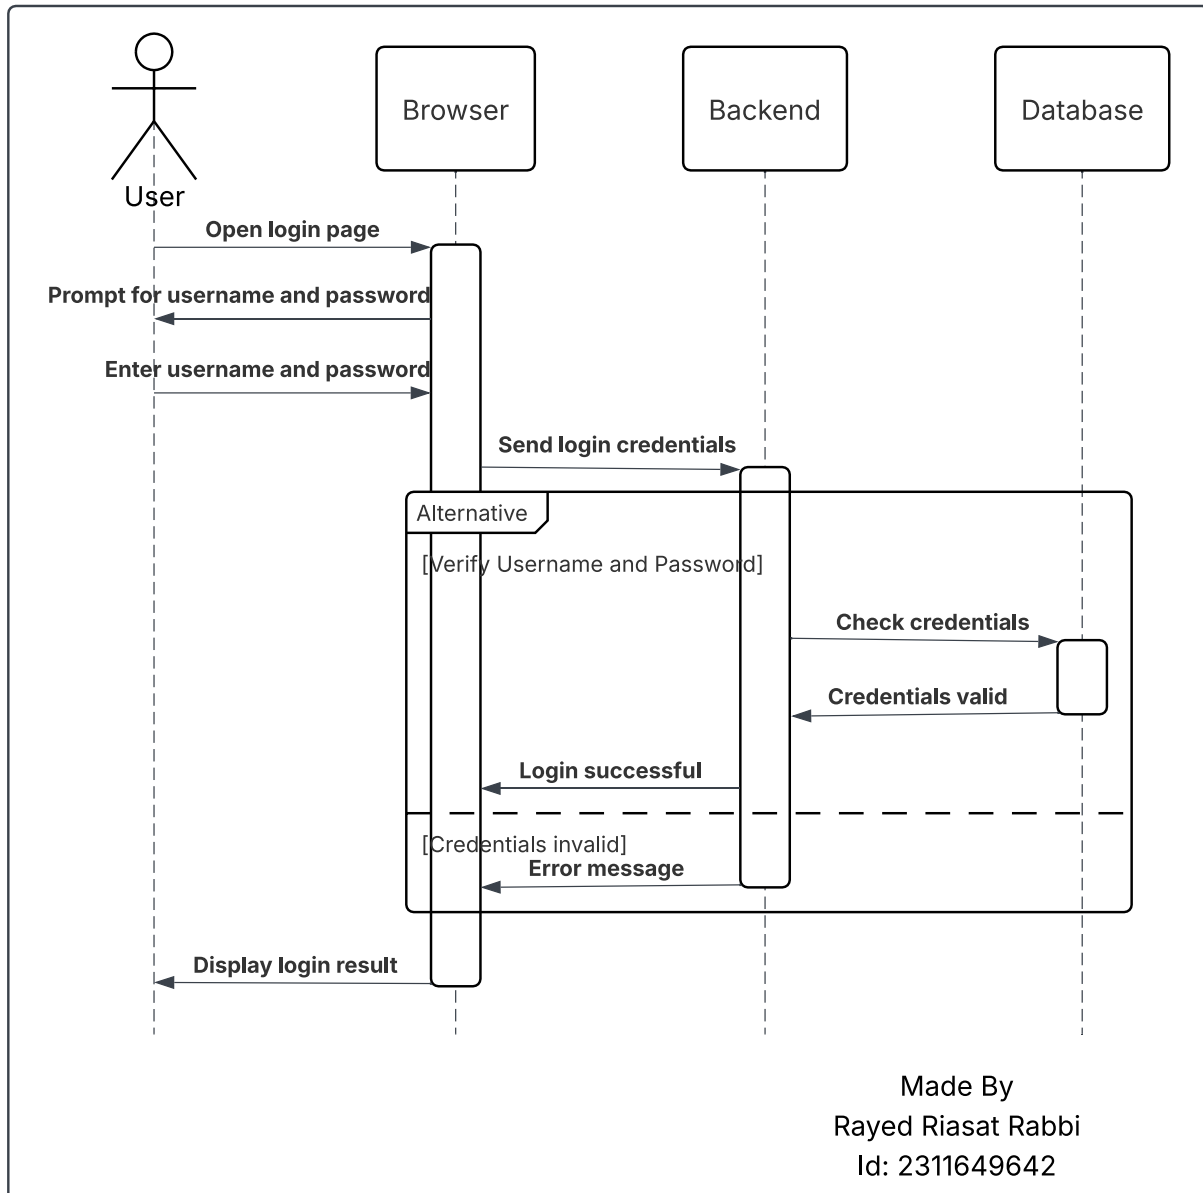 Browser
Backend
Database
User
Open login page
Prompt for username and password
Enter username and password
Send login credentials
Alternative
[Verify Username and Password]
Check credentials
Credentials valid
Login successful
[Credentials invalid]
Error message
Display login result
Made By
Rayed Riasat Rabbi
Id: 2311649642